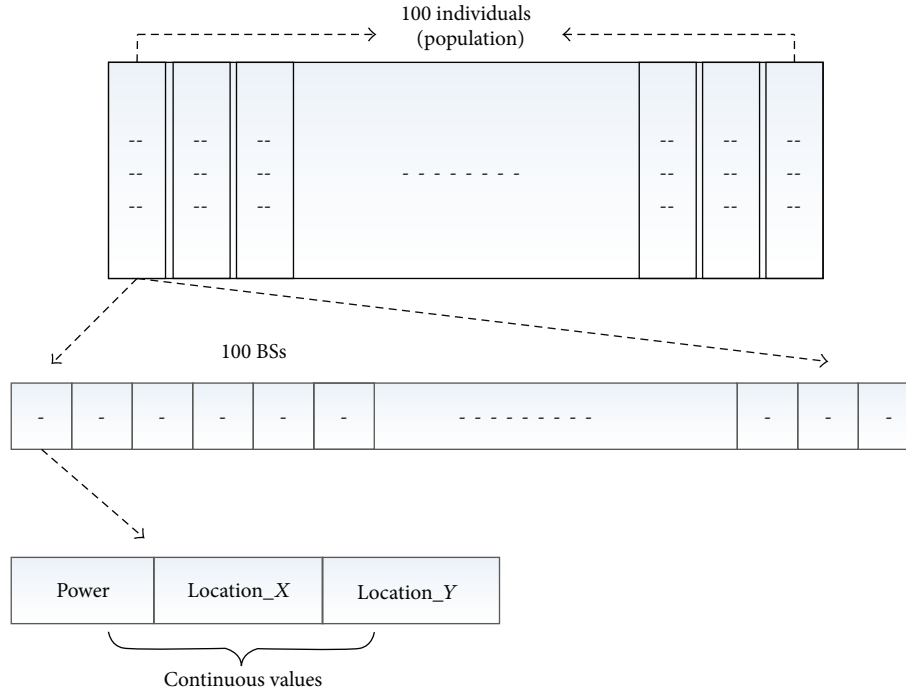 100 individuals
(population)
-- -- -- -- -- --
-- -- -- - - - - - - - - -- -- --
-- -- -- -- -- --
100 BSs
- - - - - - - - - - - - - - - - - -
Power Location_X Location_Y
Continuous values